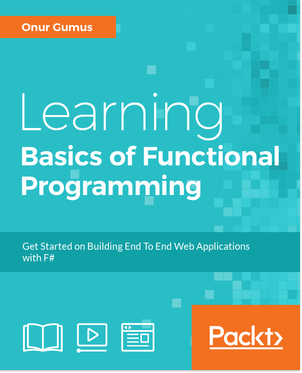 Onur Gumus
Learning
Basics of Functional
Programming
Get Started on Building End To End Web Applications
with F#
Packt>